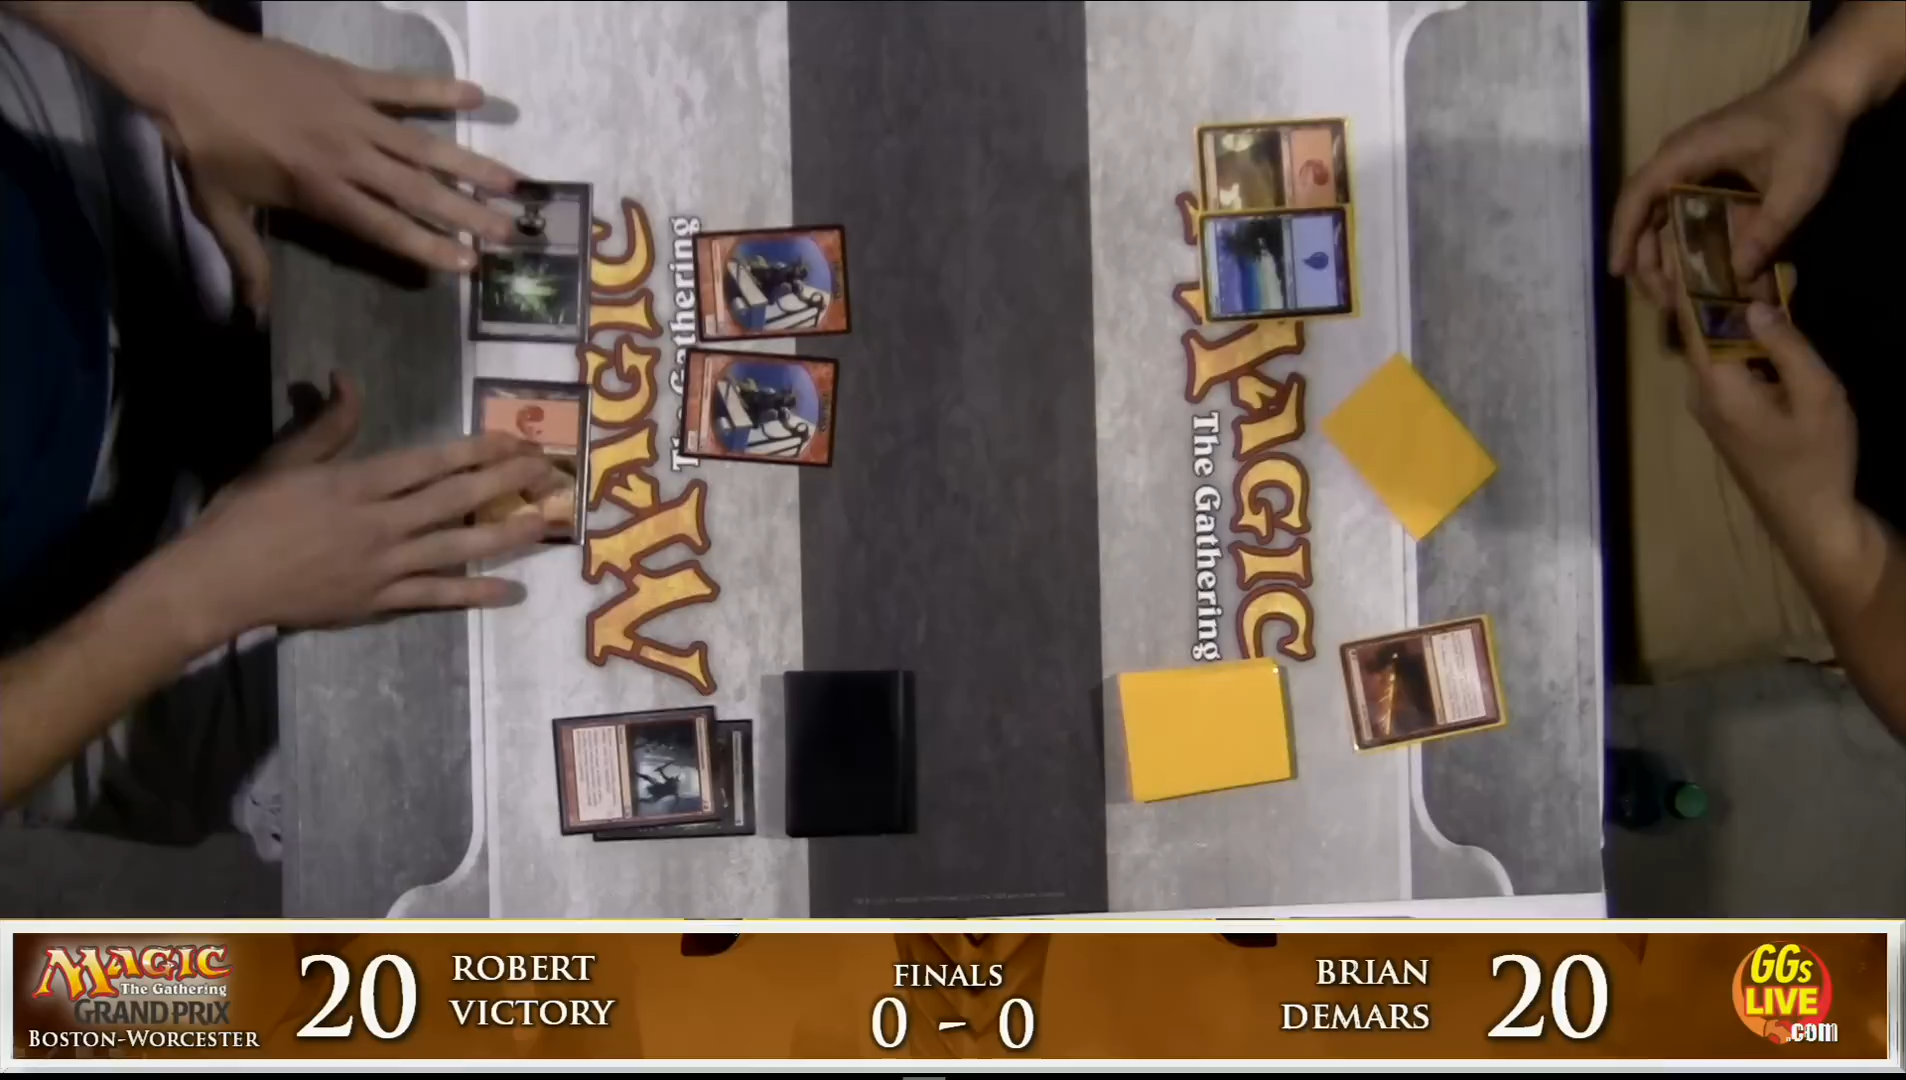 MAGIC
The Gathering
MAGIC
The Gathering
MAGIC
The Gathering
GRAND PRIX
BOSTON-WORCESTER
20
ROBERT
VICTORY
FINALS
0 - 0
BRIAN
DEMARS
20
GGs
LIVE
.com